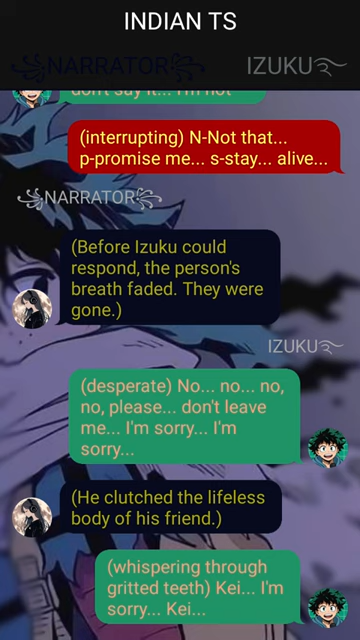 INDIAN TS
꧁NARRATOR꧂
IZUKU࿐
don't say it... I'm not
(interrupting) N-Not that...
p-promise me... s-stay... alive...
꧁NARRATOR꧂
(Before Izuku could
respond, the person's
breath faded. They were
gone.)
IZUKU࿐
(desperate) No... no... no,
no, please... don't leave
me... I'm sorry... I'm
sorry...
(He clutched the lifeless
body of his friend.)
(whispering through
gritted teeth) Kei... I'm
sorry... Kei...